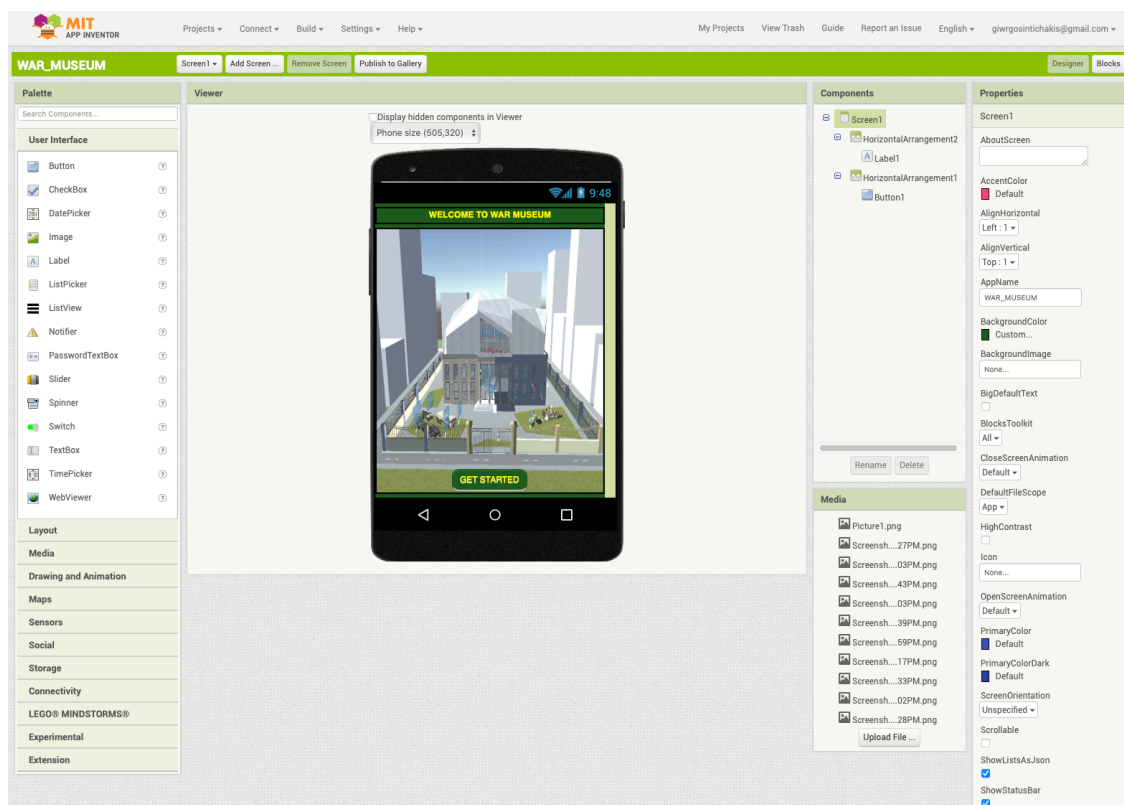 MIT
APP INVENTOR
Projects Connect Build Settings Help
My Projects View Trash Guide Report an Issue English giwrgosintichakis@gmail.com
WAR_MUSEUM
Screen1 Add Screen ... Remove Screen Publish to Gallery
Designer Blocks
Palette
Search Components...
User Interface
Button
CheckBox
DatePicker
Image
Label
ListPicker
ListView
Notifier
PasswordTextBox
Slider
Spinner
Switch
TextBox
TimePicker
WebViewer
Layout
Media
Drawing and Animation
Maps
Sensors
Social
Storage
Connectivity
LEGO® MINDSTORMS®
Experimental
Extension
Viewer
Display hidden components in Viewer
Phone size (505,320)
9:48
WELCOME TO WAR MUSEUM
GET STARTED
Components
Screen1
HorizontalArrangement2
Label1
HorizontalArrangement1
Button1
Rename Delete
Media
Picture1.png
Screensh....27PM.png
Screensh....03PM.png
Screensh....43PM.png
Screensh....03PM.png
Screensh....39PM.png
Screensh....59PM.png
Screensh....17PM.png
Screensh....33PM.png
Screensh....02PM.png
Screensh....28PM.png
Upload File ...
Properties
Screen1
AboutScreen
AccentColor
Default
AlignHorizontal
Left : 1
AlignVertical
Top : 1
AppName
WAR_MUSEUM
BackgroundColor
Custom...
BackgroundImage
None...
BigDefaultText
BlocksToolkit
All
CloseScreenAnimation
Default
DefaultFileScope
App
HighContrast
Icon
None...
OpenScreenAnimation
Default
PrimaryColor
Default
PrimaryColorDark
Default
ScreenOrientation
Unspecified
Scrollable
ShowListsAsJson
ShowStatusBar